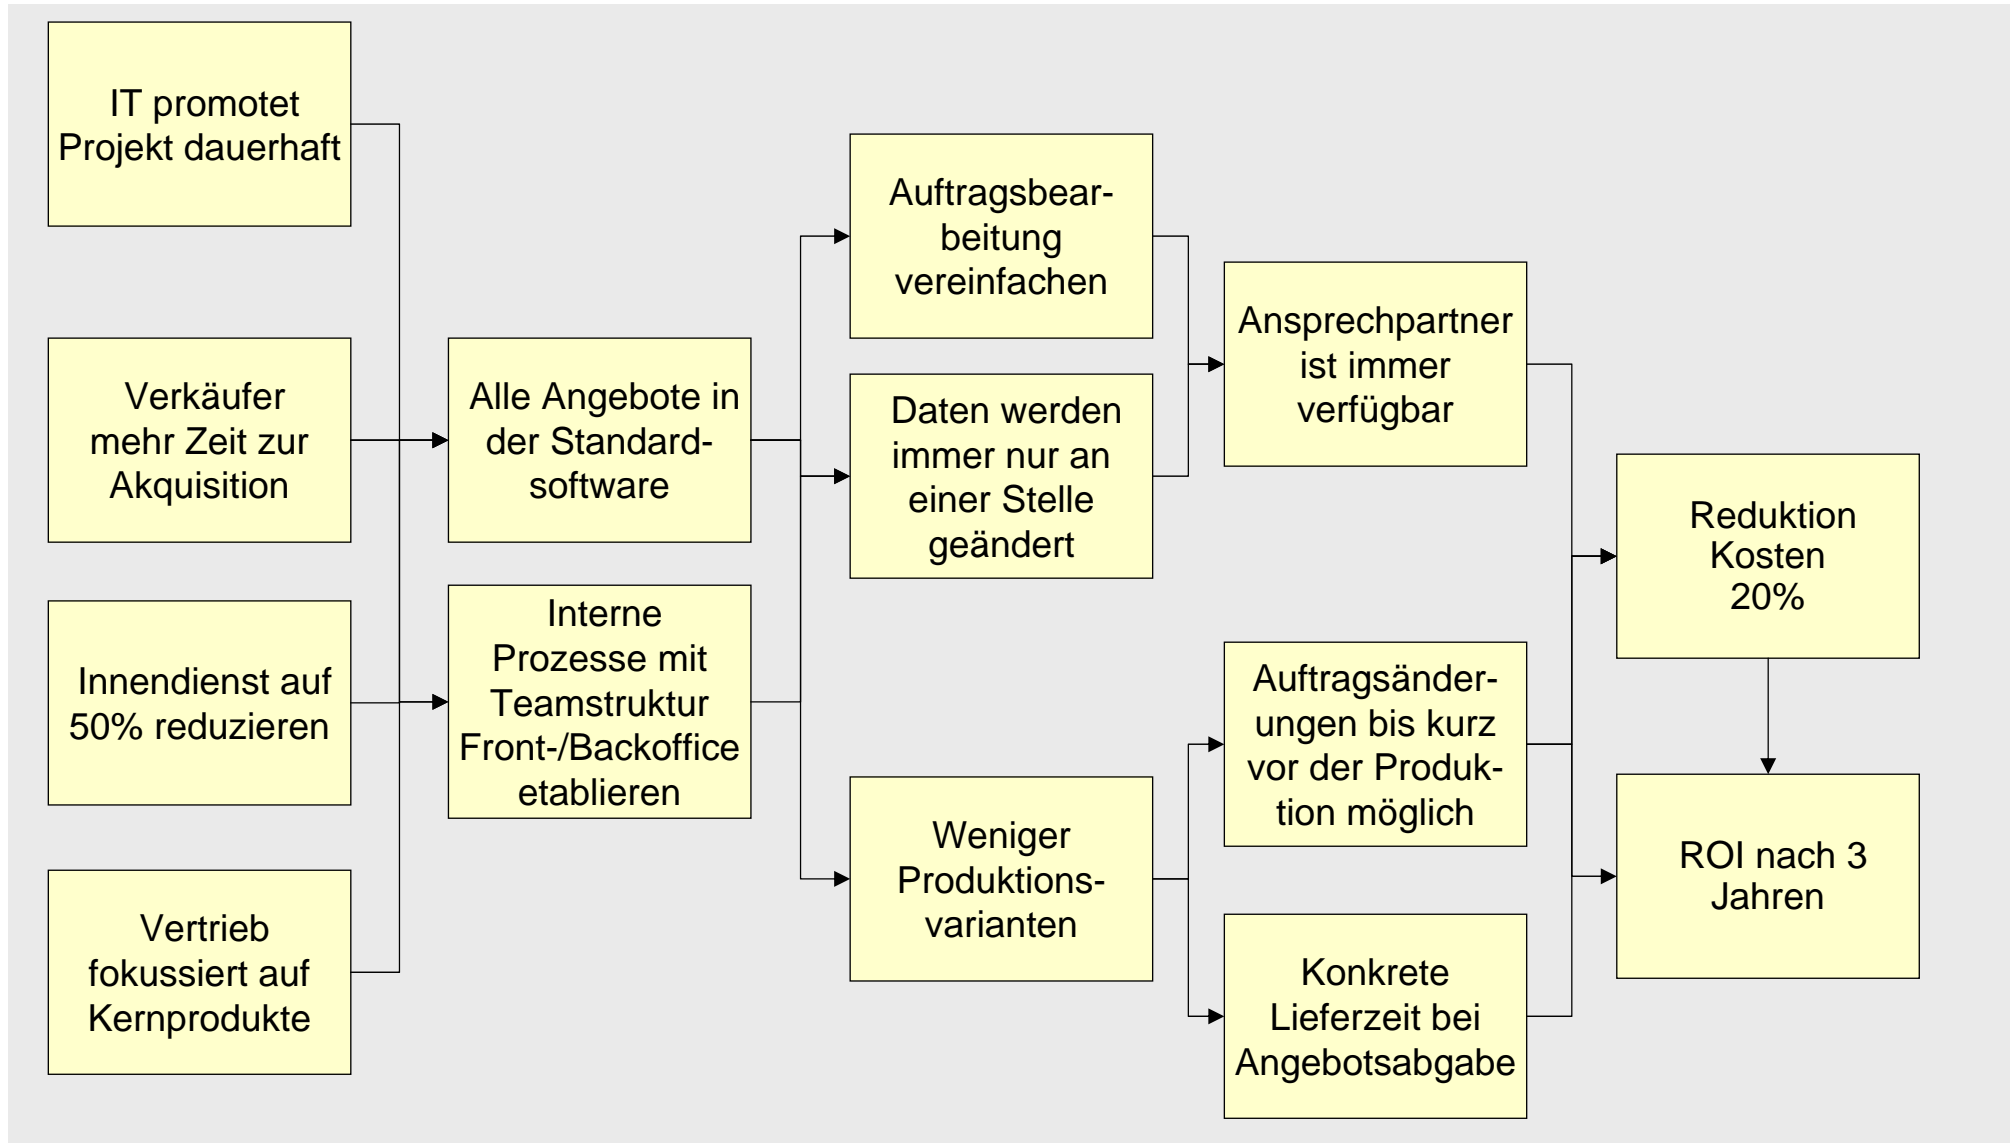 IT promotet
Projekt dauerhaft
Verkäufer
mehr Zeit zur
Akquisition
Innendienst auf
50% reduzieren
Vertrieb
fokussiert auf
Kernprodukte
Alle Angebote in
der Standard-
software
Interne
Prozesse mit
Teamstruktur
Front-/Backoffice
etablieren
Auftragsbear-
beitung
vereinfachen
Daten werden
immer nur an
einer Stelle
geändert
Weniger
Produktions-
varianten
Ansprechpartner
ist immer
verfügbar
Auftragsänder-
ungen bis kurz
vor der Produk-
tion möglich
Konkrete
Lieferzeit bei
Angebotsabgabe
Reduktion
Kosten
20%
ROI nach 3
Jahren